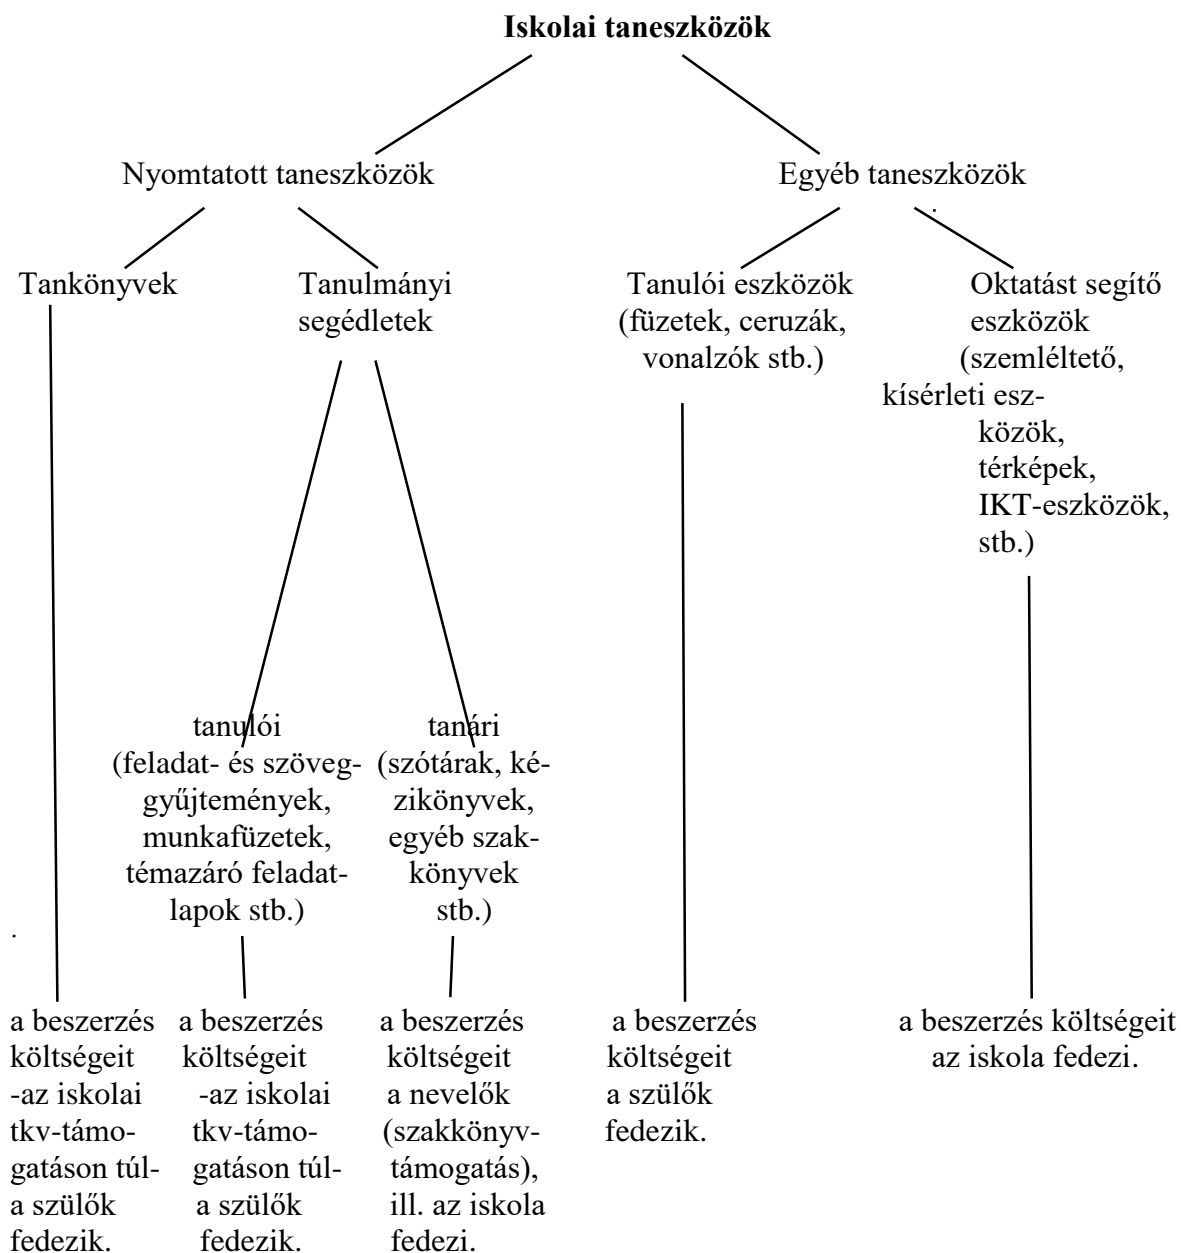 Iskolai taneszközök
Nyomtatott taneszközök
Egyéb taneszközök
.
Tankönyvek
Tanulmányi
segédletek
Tanulói eszközök
(füzetek, ceruzák,
vonalzók stb.)
Oktatást segítő
eszközök
(szemléltető,
kísérleti esz-
közök,
térképek,
IKT-eszközök,
stb.)
tanulói
(feladat- és szöveg-
gyűjtemények,
munkafüzetek,
témazáró feladat-
lapok stb.)
tanári
(szótárak, ké-
zikönyvek,
egyéb szak-
könyvek
stb.)
.
a beszerzés
költségeit
-az iskolai
tkv-támo-
gatáson túl-
a szülők
fedezik.
a beszerzés
költségeit
-az iskolai
tkv-támo-
gatáson túl-
a szülők
fedezik.
a beszerzés
költségeit
a nevelők
(szakkönyv-
támogatás),
ill. az iskola
fedezi.
a beszerzés
költségeit
a szülők
fedezik.
a beszerzés költségeit
az iskola fedezi.